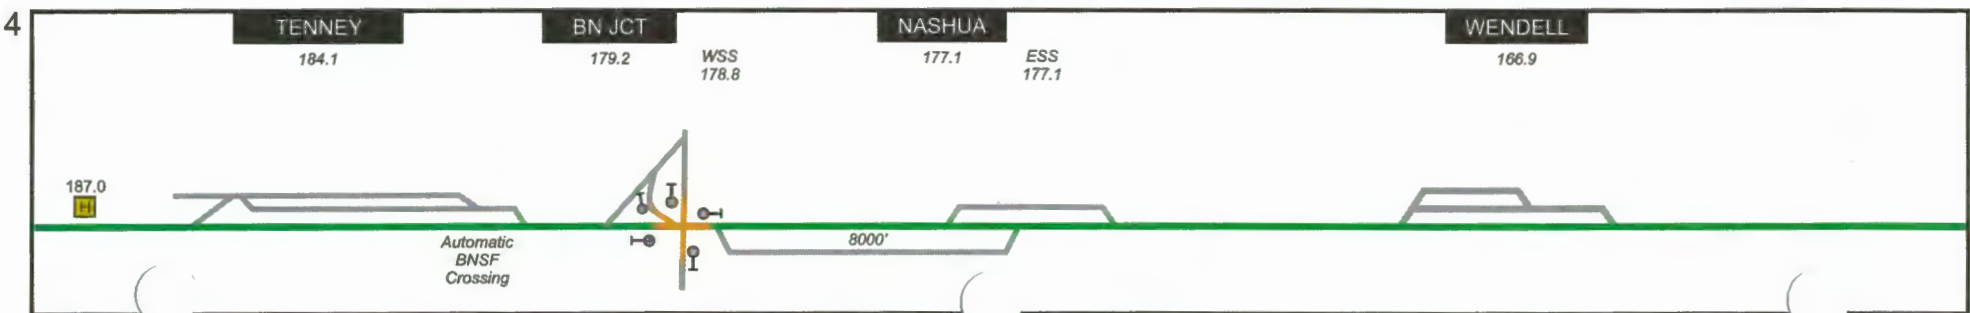 4
TENNEY
184.1
BN JCT
179.2
WSS
178.8
NASHUA
177.1
ESS
177.1
WENDELL
166.9
187.0
H
Automatic
BNSF
Crossing
8000'